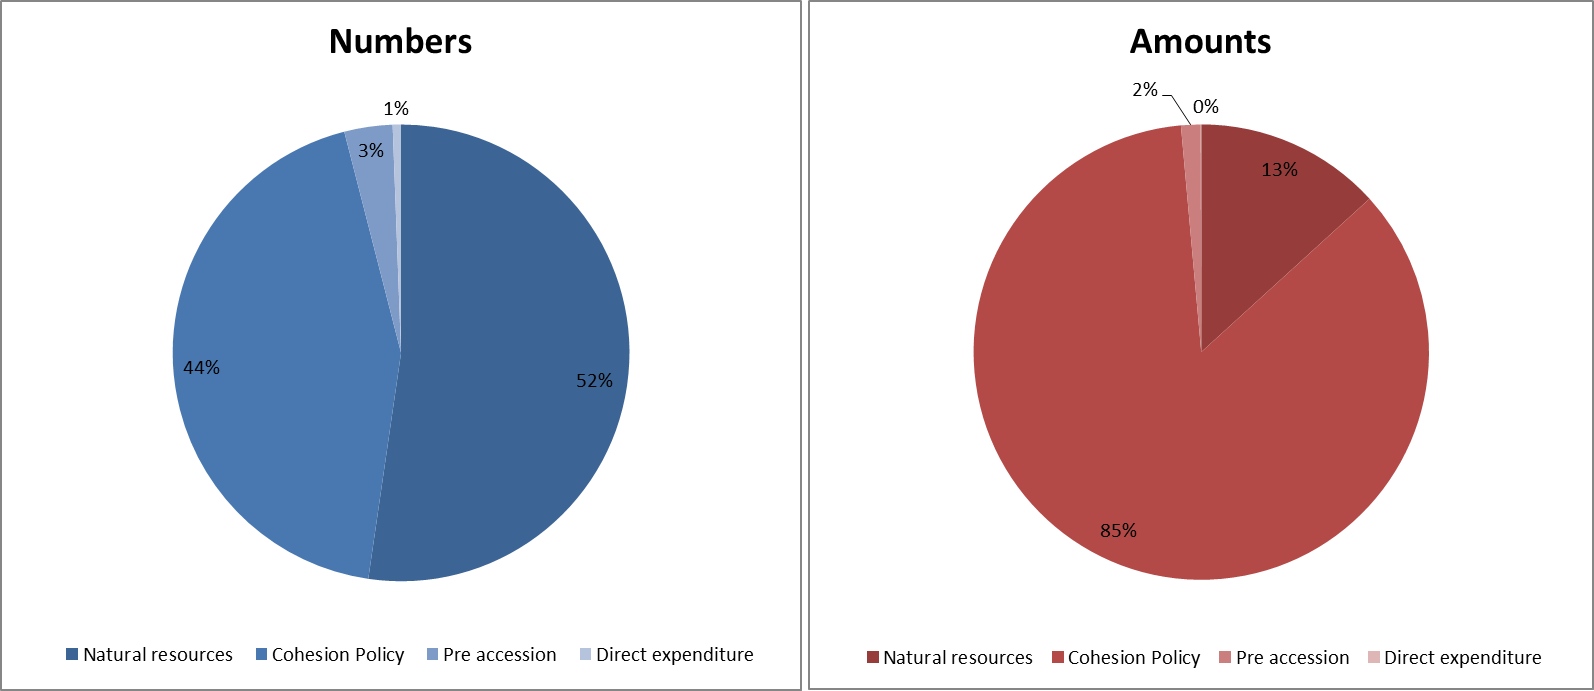 Numbers
1%
3%
44%
52%
Natural resources Cohesion Policy Pre accession Direct expenditure
Amounts
2%
0%
13%
85%
Natural resources Cohesion Policy Pre accession Direct expenditure